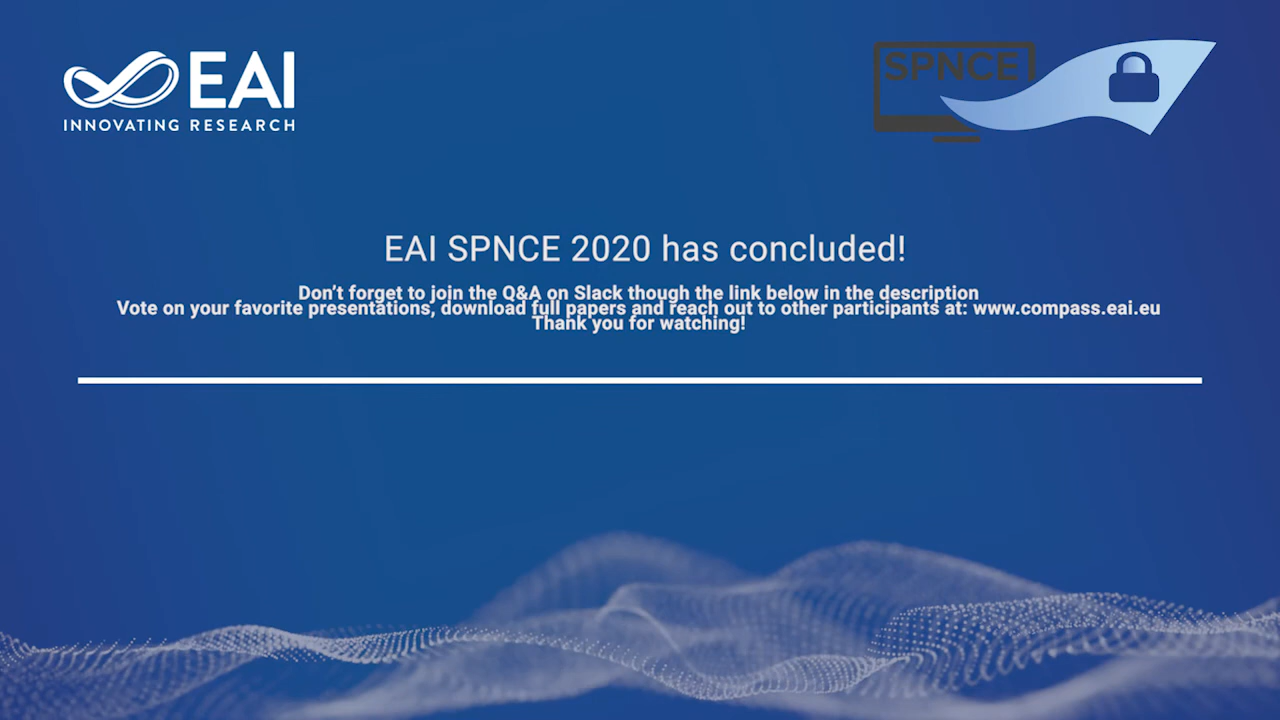 EAI
INNOVATING RESEARCH
SPNCE
EAI SPNCE 2020 has concluded!
Don't forget to join the Q&A on Slack though the link below in the description
Vote on your favorite presentations, download full papers and reach out to other participants at: www.compass.eai.eu
Thank you for watching!